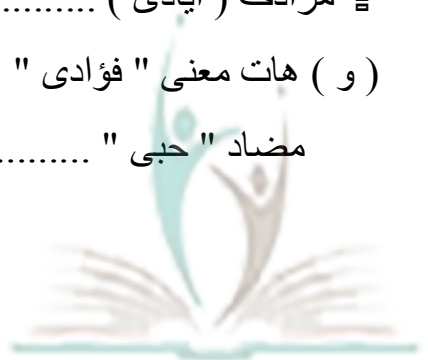 مرادف ( أيادى ) .........
( و ) هات معنى " فؤادى "
مضاد " حبى " .........